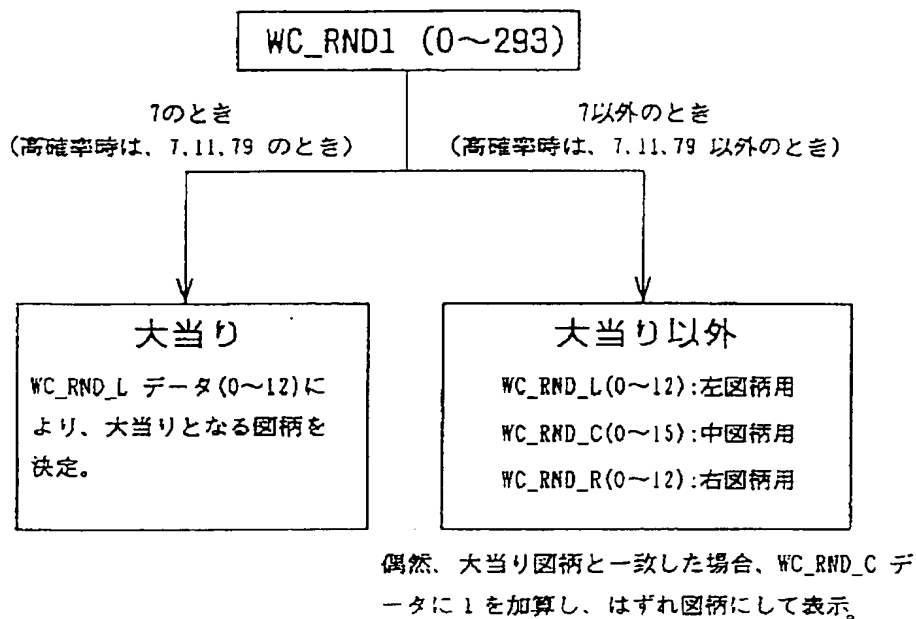 WC_RND1 (0～293)
7のとき
(高確率時は、7.11.79 のとき)
7以外のとき
(高確率時は、7.11.79 以外のとき)
大当り
WC_RND_L データ(0～12)に
より、大当りとなる図柄を
決定。
大当り以外
WC_RND_L(0～12):左図柄用
WC_RND_C(0～15):中図柄用
WC_RND_R(0～12):右図柄用
偶然、大当り図柄と一致した場合、WC_RND_C デ
ータに1を加算し、はずれ図柄にして表示。